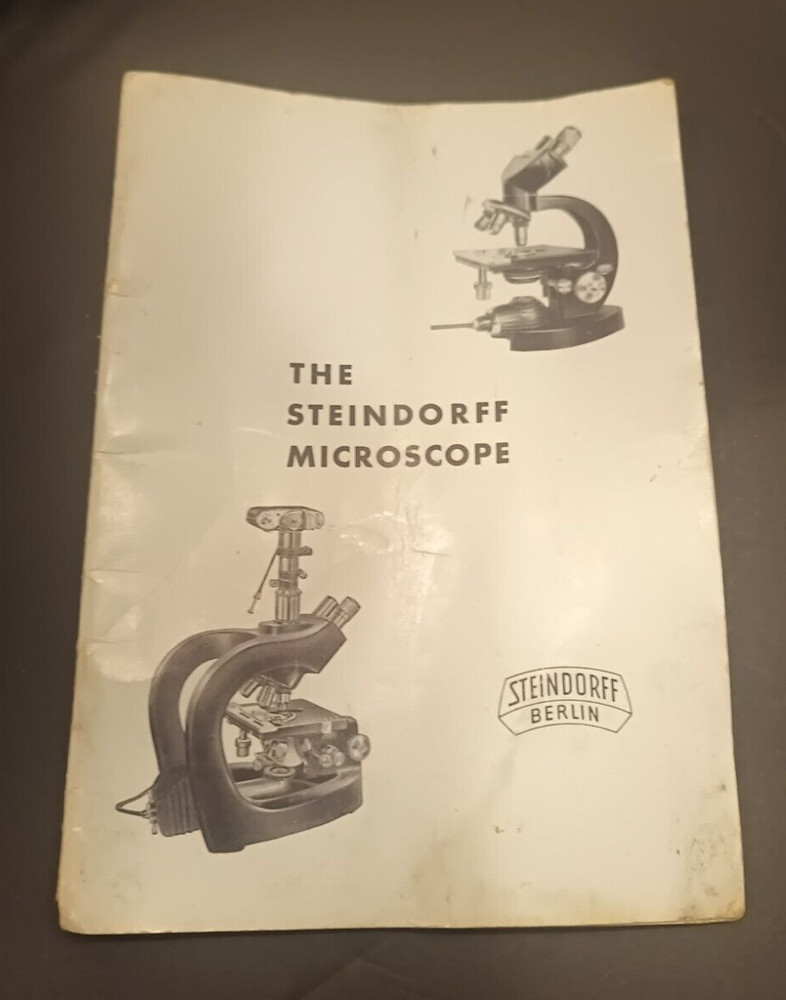 THE
STEINDORFF
MICROSCOPE
STEINDORFF
BERLIN